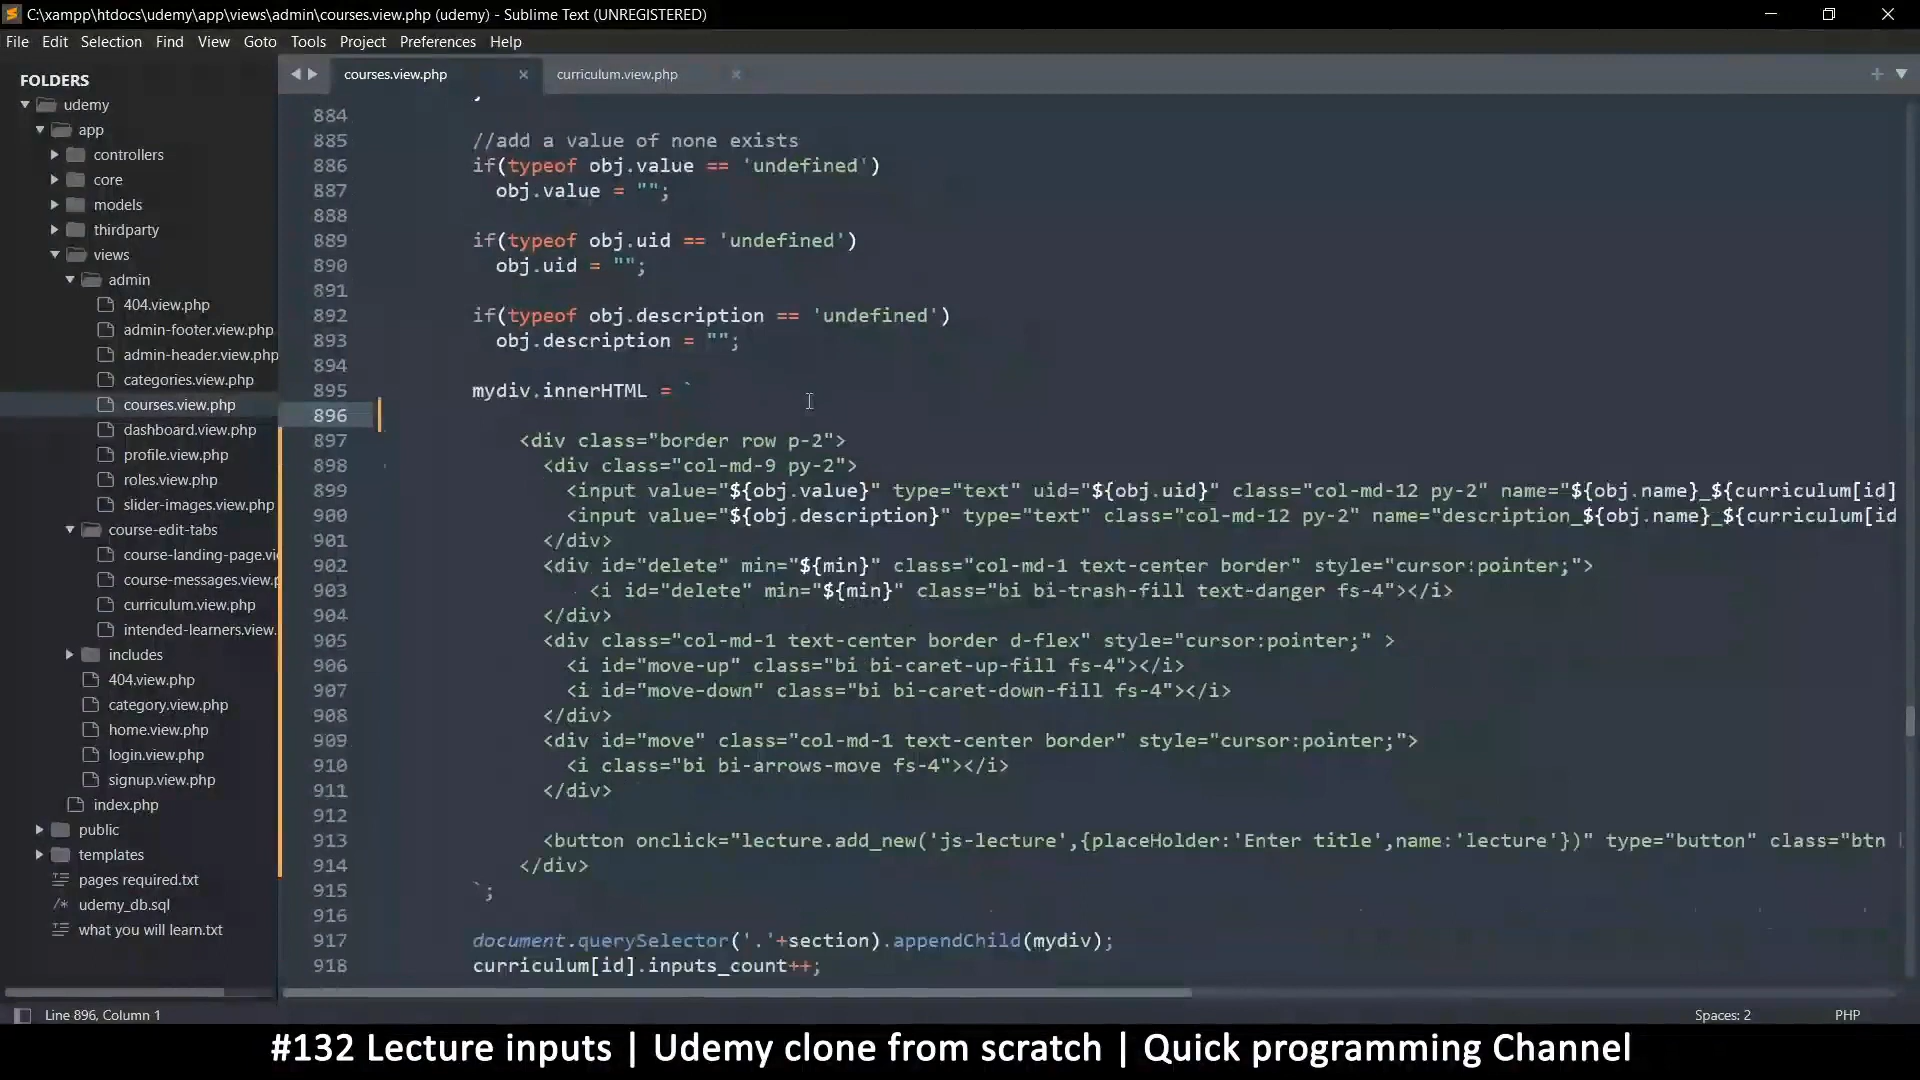 C:\xampp\htdocs\udemy\app\views\admin\courses.view.php (udemy) - Sublime Text (UNREGISTERED)
File Edit Selection Find View Goto Tools Project Preferences Help
FOLDERS
udemy
app
controllers
core
models
thirdparty
views
admin
404.view.php
admin-footer.view.php
admin-header.view.php
categories.view.php
courses.view.php
dashboard.view.php
profile.view.php
roles.view.php
slider-images.view.php
course-edit-tabs
course-landing-page.vi
course-messages.view.p
curriculum.view.php
intended-learners.view.
includes
404.view.php
category.view.php
home.view.php
login.view.php
signup.view.php
index.php
public
templates
pages required.txt
udemy_db.sql
what you will learn.txt
courses.view.php curriculum.view.php
884
885 //add a value of none exists
886 if(typeof obj.value == 'undefined')
887 obj.value = "";
888
889 if(typeof obj.uid == 'undefined')
890 obj.uid = "";
891
892 if(typeof obj.description == 'undefined')
893 obj.description = "";
894
895 mydiv.innerHTML = `
896
897 <div class="border row p-2">
898 <div class="col-md-9 py-2">
899 <input value="${obj.value}" type="text" uid="${obj.uid}" class="col-md-12 py-2" name="${obj.name}_${curriculum[id]
900 <input value="${obj.description}" type="text" class="col-md-12 py-2" name="description_${obj.name}_${curriculum[id
901 </div>
902 <div id="delete" min="${min}" class="col-md-1 text-center border" style="cursor:pointer;">
903 <i id="delete" min="${min}" class="bi bi-trash-fill text-danger fs-4"></i>
904 </div>
905 <div class="col-md-1 text-center border d-flex" style="cursor:pointer;" >
906 <i id="move-up" class="bi bi-caret-up-fill fs-4"></i>
907 <i id="move-down" class="bi bi-caret-down-fill fs-4"></i>
908 </div>
909 <div id="move" class="col-md-1 text-center border" style="cursor:pointer;">
910 <i class="bi bi-arrows-move fs-4"></i>
911 </div>
912
913 <button onclick="lecture.add_new('js-lecture',{placeHolder:'Enter title',name:'lecture'})" type="button" class="btn
914 </div>
915 `;
916
917 document.querySelector('.'+section).appendChild(mydiv);
918 curriculum[id].inputs_count++;
Line 896, Column 1 Spaces: 2 PHP
#132 Lecture inputs | Udemy clone from scratch | Quick programming Channel